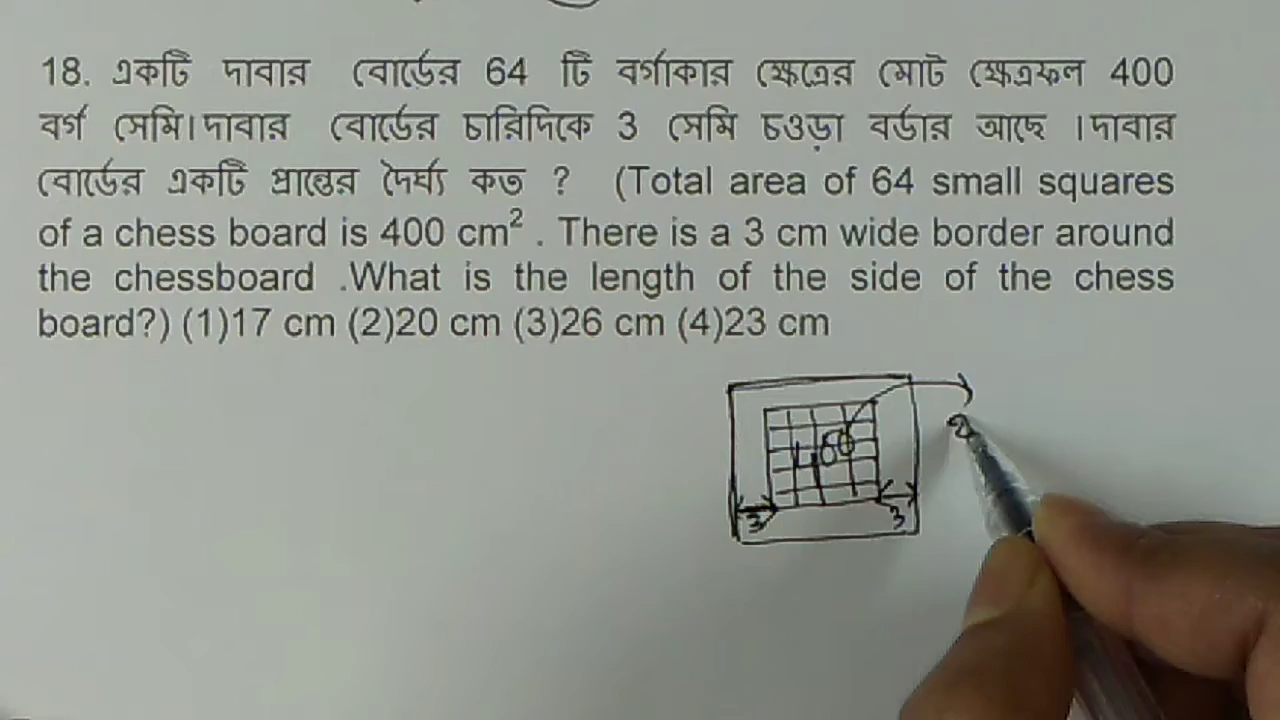 18. একটি দাবার বোর্ডের 64 টি বর্গাকার ক্ষেত্রের মোট ক্ষেত্রফল 400
বর্গ সেমি।দাবার বোর্ডের চারিদিকে 3 সেমি চওড়া বর্ডার আছে ।দাবার
বোর্ডের একটি প্রান্তের দৈর্ঘ্য কত ? (Total area of 64 small squares
of a chess board is 400 cm² . There is a 3 cm wide border around
the chessboard .What is the length of the side of the chess
board?) (1)17 cm (2)20 cm (3)26 cm (4)23 cm
400
3 3
2